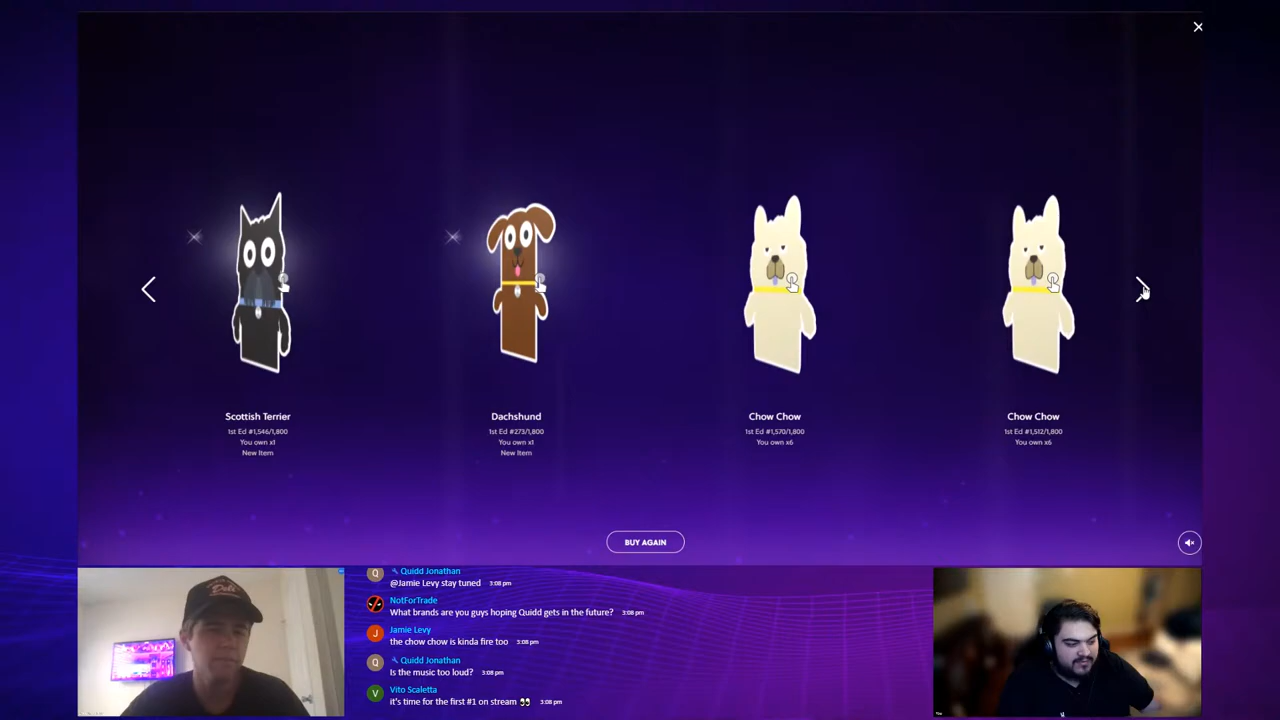 Scottish Terrier
1st Ed #1,546/1,800
You own x1
New Item
Dachshund
1st Ed #273/1,800
You own x1
New Item
Chow Chow
1st Ed #1,570/1,800
You own x6
Chow Chow
1st Ed #1,512/1,800
You own x6
BUY AGAIN
Q Quidd Jonathan
@Jamie Levy stay tuned 3:08 pm
NotForTrade
What brands are you guys hoping Quidd gets in the future? 3:08 pm
J Jamie Levy
the chow chow is kinda fire too 3:08 pm
Q Quidd Jonathan
Is the music too loud? 3:08 pm
V Vito Scaletta
it's time for the first #1 on stream 👀 3:08 pm
Deli